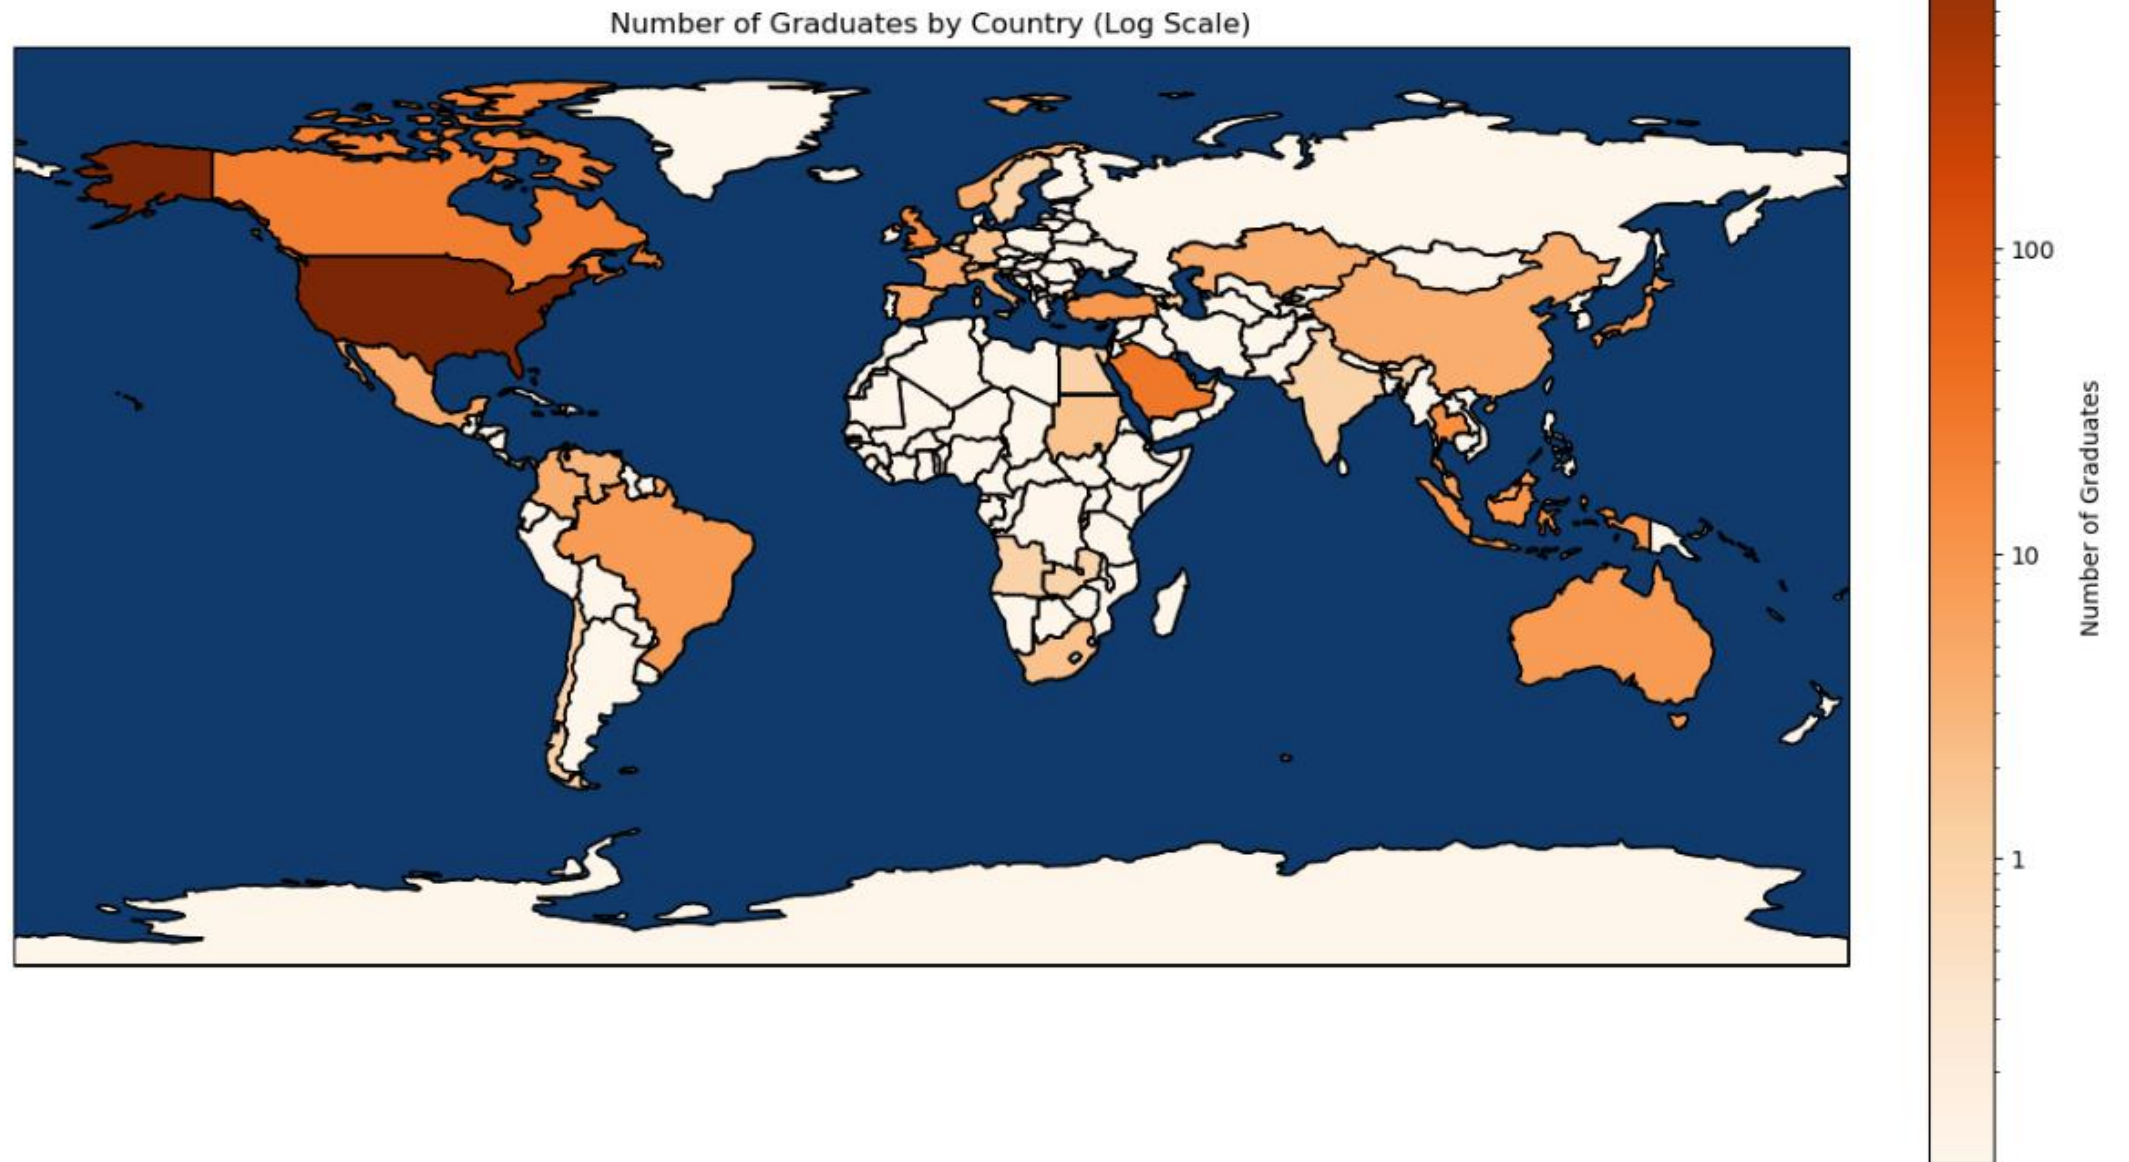 Number of Graduates by Country (Log Scale)
100
10
1
Number of Graduates